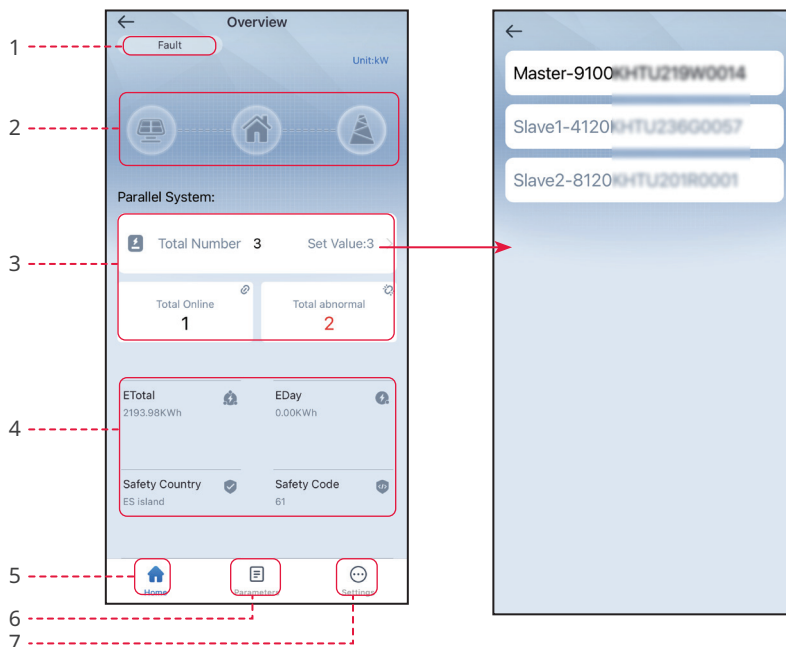 Overview
1
Fault
Unit:kW
2
Parallel System:
3
Total Number 3 Set Value:3
Total Online
1
Total abnormal
2
4
ETotal
2193.98KWh
EDay
0.00KWh
Safety Country
ES island
Safety Code
61
5
Home
Parameters
Settings
6
7
Master-9100
Slave1-4120
Slave2-8120